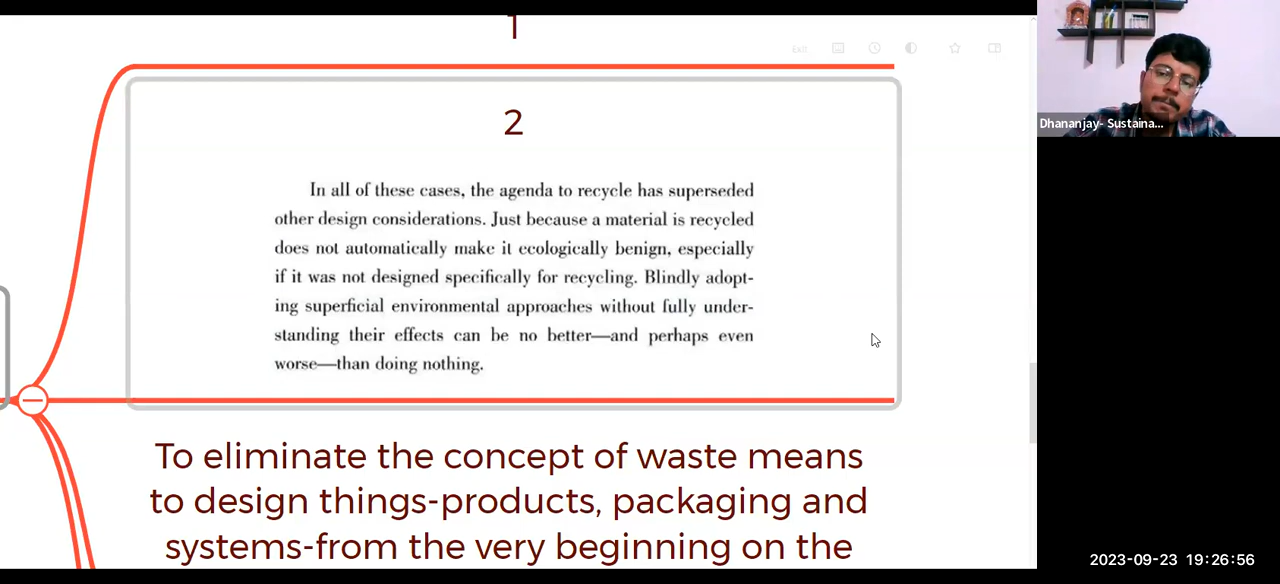 1
Exit
2
In all of these cases, the agenda to recycle has superseded
other design considerations. Just because a material is recycled
does not automatically make it ecologically benign, especially
if it was not designed specifically for recycling. Blindly adopt-
ing superficial environmental approaches without fully under-
standing their effects can be no better—and perhaps even
worse—than doing nothing.
To eliminate the concept of waste means
to design things-products, packaging and
systems-from the very beginning on the
Dhananjay- Sustaina...
2023-09-23 19:26:56